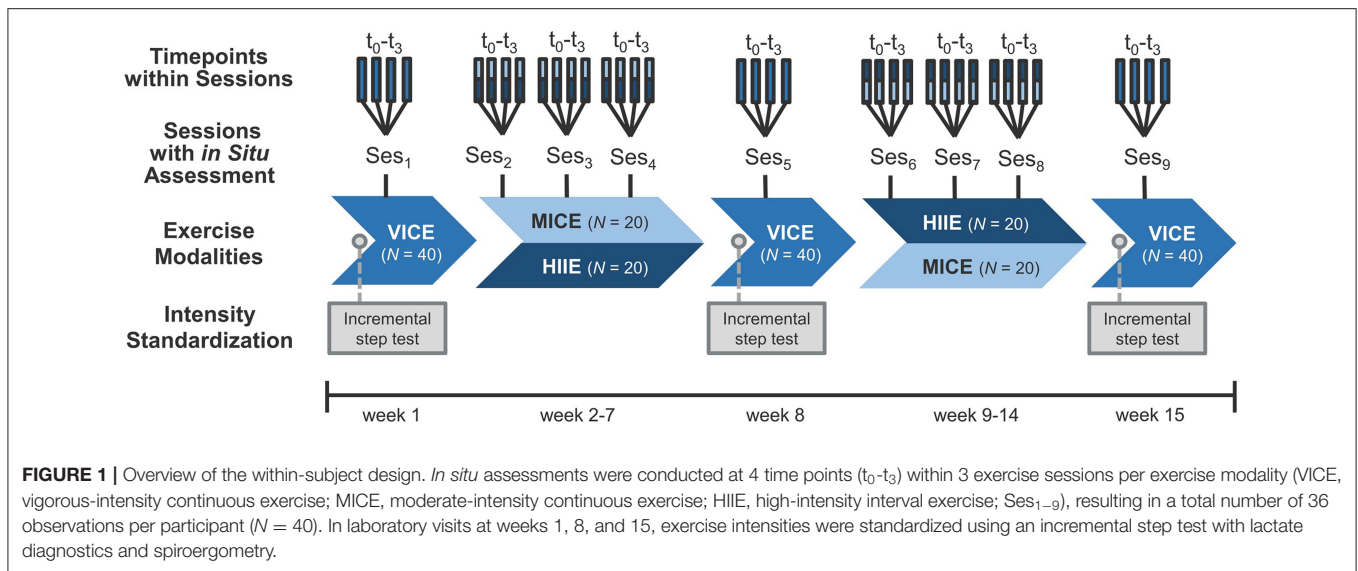 Timepoints
within Sessions
t0-t3 t0-t3 t0-t3 t0-t3 t0-t3 t0-t3 t0-t3 t0-t3 t0-t3
Sessions
with in Situ
Assessment
Ses1 Ses2 Ses3 Ses4 Ses5 Ses6 Ses7 Ses8 Ses9
Exercise
Modalities
VICE
(N = 40)
MICE (N = 20)
HIIE (N = 20)
VICE
(N = 40)
HIIE (N = 20)
MICE (N = 20)
VICE
(N = 40)
Intensity
Standardization
Incremental
step test
Incremental
step test
Incremental
step test
week 1 week 2-7 week 8 week 9-14 week 15
FIGURE 1 | Overview of the within-subject design. In situ assessments were conducted at 4 time points (t0-t3) within 3 exercise sessions per exercise modality (VICE,
vigorous-intensity continuous exercise; MICE, moderate-intensity continuous exercise; HIIE, high-intensity interval exercise; Ses1–9), resulting in a total number of 36
observations per participant (N = 40). In laboratory visits at weeks 1, 8, and 15, exercise intensities were standardized using an incremental step test with lactate
diagnostics and spiroergometry.